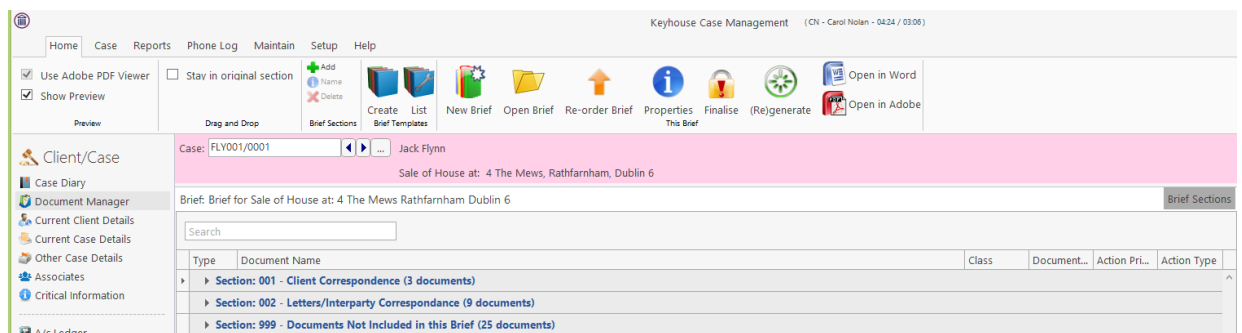 Keyhouse Case Management (CN - Carol Nolan - 04:24 / 03:06)
Home Case Reports Phone Log Maintain Setup Help
Use Adobe PDF Viewer
Show Preview
Preview
Stay in original section
Drag and Drop
Add
Name
Delete
Brief Sections
Create List
Brief Templates
New Brief Open Brief Re-order Brief Properties Finalise (Re)generate
This Brief
Open in Word
Open in Adobe
Client/Case
Case Diary
Document Manager
Current Client Details
Current Case Details
Other Case Details
Associates
Critical Information
A/c Ledger
Case: FLY001/0001 ... Jack Flynn
Sale of House at: 4 The Mews, Rathfarnham, Dublin 6
Brief: Brief for Sale of House at: 4 The Mews Rathfarnham Dublin 6 Brief Sections
Search
Type Document Name Class Document... Action Pri... Action Type
Section: 001 - Client Correspondence (3 documents)
Section: 002 - Letters/Interparty Correspondance (9 documents)
Section: 999 - Documents Not Included in this Brief (25 documents)